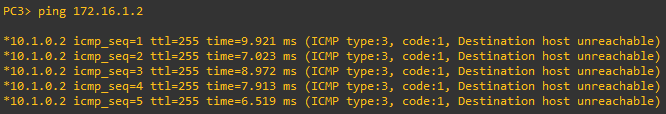 PC3> ping 172.16.1.2
*10.1.0.2 icmp_seq=1 ttl=255 time=9.921 ms (ICMP type:3, code:1, Destination host unreachable)
*10.1.0.2 icmp_seq=2 ttl=255 time=7.023 ms (ICMP type:3, code:1, Destination host unreachable)
*10.1.0.2 icmp_seq=3 ttl=255 time=8.972 ms (ICMP type:3, code:1, Destination host unreachable)
*10.1.0.2 icmp_seq=4 ttl=255 time=7.913 ms (ICMP type:3, code:1, Destination host unreachable)
*10.1.0.2 icmp_seq=5 ttl=255 time=6.519 ms (ICMP type:3, code:1, Destination host unreachable)